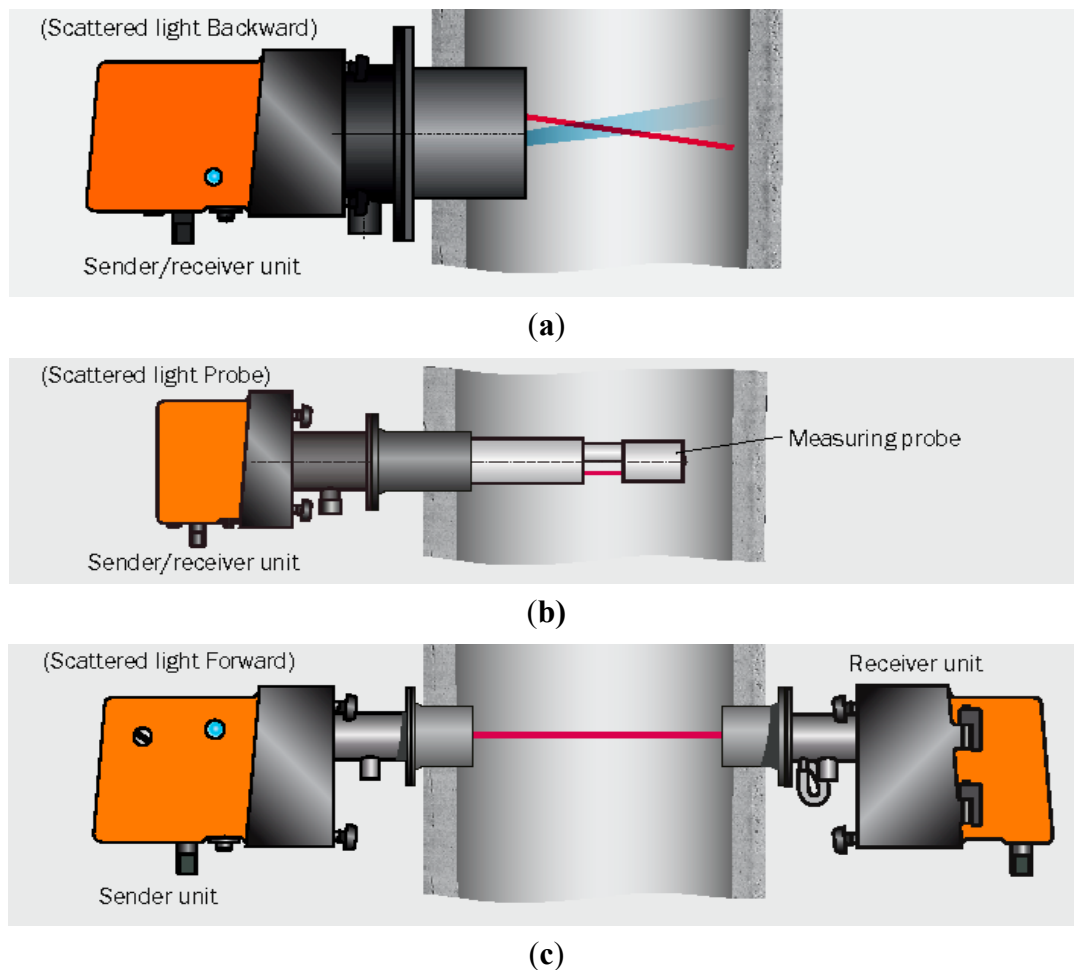 (Scattered light Backward)
Sender/receiver unit
(a)
(Scattered light Probe)
Measuring probe
Sender/receiver unit
(b)
(Scattered light Forward)
Receiver unit
Sender unit
(c)